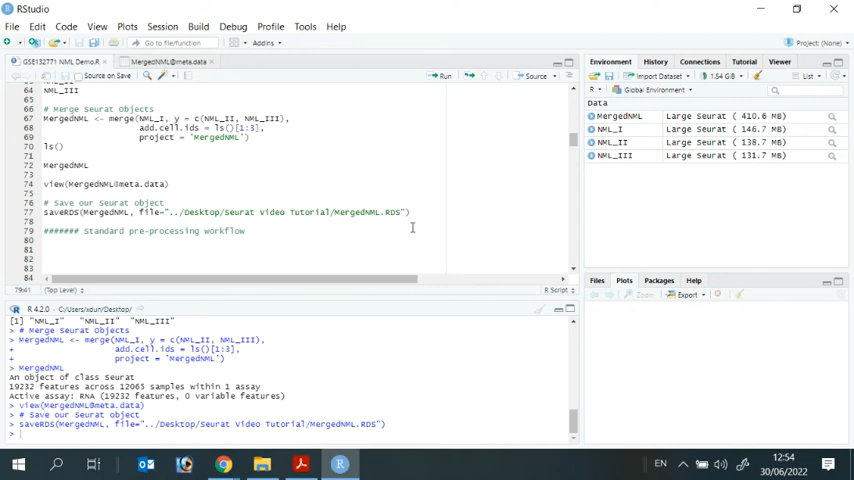 RStudio
File Edit Code View Plots Session Build Debug Profile Tools Help
Go to file/function
Addins
Project: (None)
GSE132771 NML Demo.R
MergedNML@meta.data
Source on Save
Run
Source
64 NML_III
65
66 # Merge Seurat Objects
67 MergedNML <- merge(NML_I, y = c(NML_II, NML_III),
68 add.cell.ids = ls()[1:3],
69 project = 'MergedNML')
70 ls()
71
72 MergedNML
73
74 view(MergedNML@meta.data)
75
76 # Save our Seurat object
77 saveRDS(MergedNML, file="../Desktop/Seurat Video Tutorial/MergedNML.RDS")
78
79 ####### Standard pre-processing workflow
80
81
82
83
84
79:41 (Top Level)
R Script
Console
R 4.2.0 · C:/Users/xdun/Desktop/
[1] "NML_I" "NML_II" "NML_III"
> # Merge Seurat Objects
> MergedNML <- merge(NML_I, y = c(NML_II, NML_III),
+ add.cell.ids = ls()[1:3],
+ project = 'MergedNML')
> MergedNML
An object of class Seurat
19232 features across 12065 samples within 1 assay
Active assay: RNA (19232 features, 0 variable features)
> view(MergedNML@meta.data)
> # Save our Seurat object
> saveRDS(MergedNML, file="../Desktop/Seurat Video Tutorial/MergedNML.RDS")
>
Environment History Connections Tutorial Viewer
Import Dataset
1.54 GiB
List
R
Global Environment
Data
MergedNML Large Seurat ( 410.6 MB)
NML_I Large Seurat ( 146.7 MB)
NML_II Large Seurat ( 138.7 MB)
NML_III Large Seurat ( 131.7 MB)
Files Plots Packages Help
Zoom
Export
EN
12:54
30/06/2022